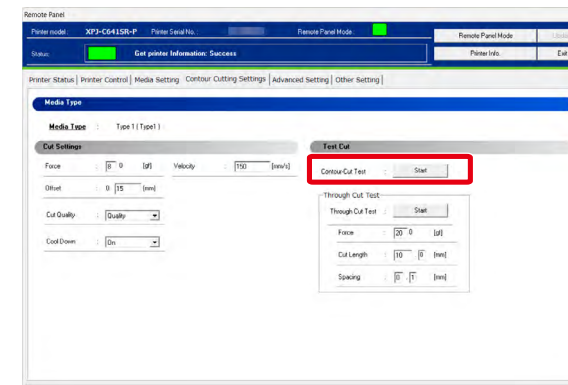 Remote Panel
Printer model : XPJ-C641SR-P Printer Serial No. : Remote Panel Mode : Remote Panel Mode
Status: Get printer Information: Success Printer Info. Exit
Printer Status Printer Control Media Setting Contour Cutting Settings Advanced Setting Other Setting
Media Type
Media Type : Type 1 ( Type1 )
Cut Settings Test Cut
Force : 8 0 [gf] Velocity : 150 [mm/s]
Contour-Cut Test : Start
Offset : 0. 15 [mm]
Through Cut Test
Cut Quality : Quality Through Cut Test : Start
Force : 20 0 [gf]
Cool Down : On
Cut Length : 10 . 0 [mm]
Spacing : 0 . 1 [mm]